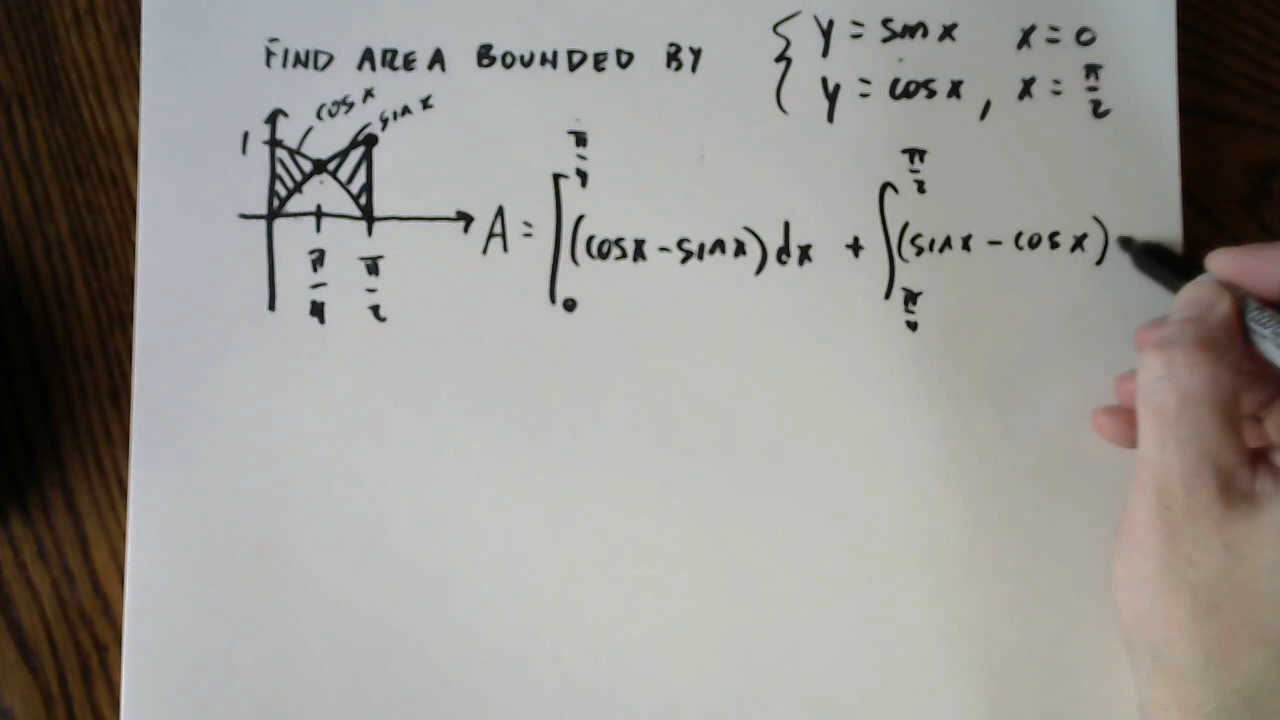 FIND AREA BOUNDED BY { y = sin x x = 0
y = cos x, x = π/2
cos x sin x
1
π/4 π/2
A = ∫₀^(π/4) (cos x - sin x) dx + ∫ ^(π/2) (sin x - cos x)